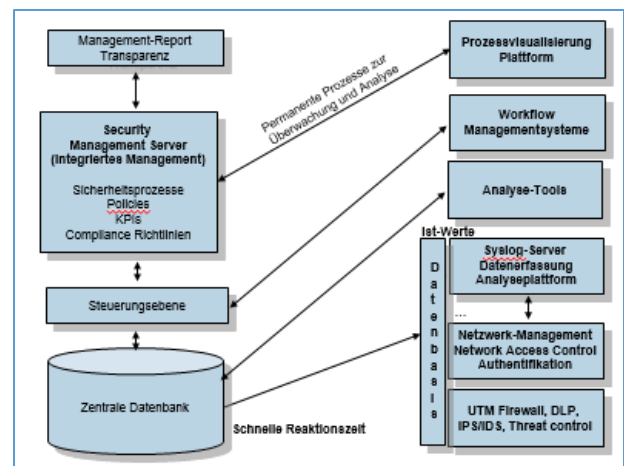 Management-Report
Transparenz
Security
Management Server
(Integriertes Management)
Sicherheitsprozesse
Policies
KPIs
Compliance Richtlinien
Steuerungsebene
Zentrale Datenbank
Permanente Prozesse zur
Überwachung und Analyse
Schnelle Reaktionszeit
Prozessvisualisierung
Plattform
Workflow
Managementsysteme
Analyse-Tools
Ist-Werte
Datenbasis
Syslog-Server
Datenerfassung
Analyseplattform
...
Netzwerk-Management
Network Access Control
Authentifikation
UTM Firewall, DLP,
IPS/IDS, Threat control